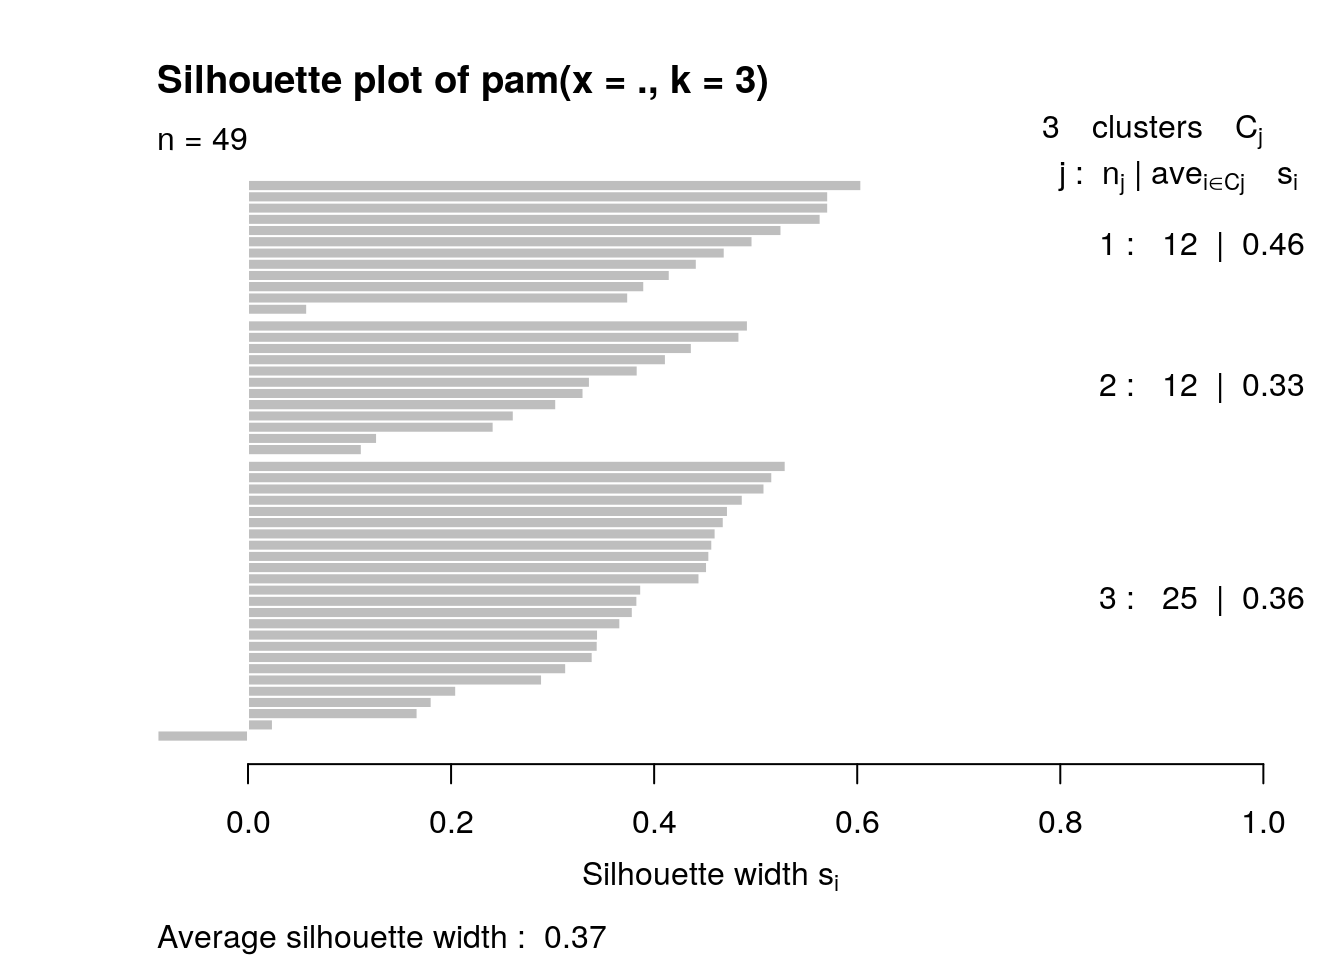 Silhouette plot of pam(x = ., k = 3)
n = 49
3 clusters Cj
j : nj | avei∈Cj si
1 : 12 | 0.46
2 : 12 | 0.33
3 : 25 | 0.36
0.0 0.2 0.4 0.6 0.8 1.0
Silhouette width si
Average silhouette width : 0.37